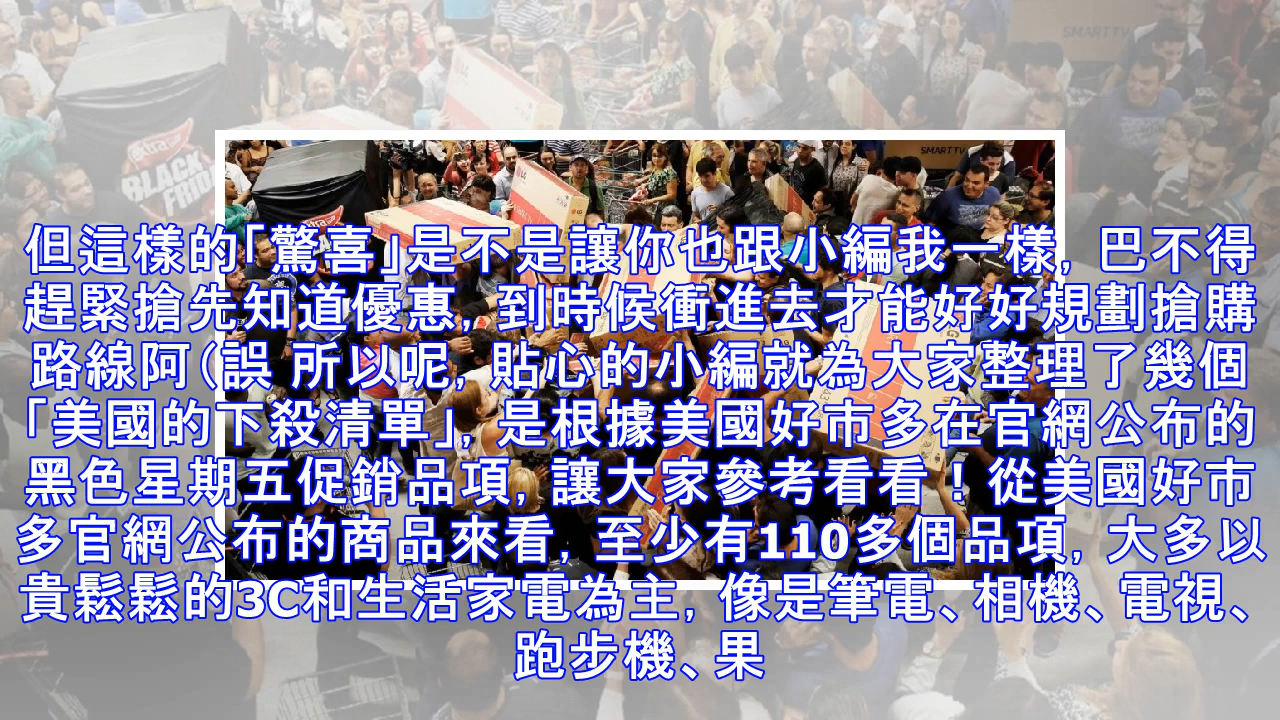 但這樣的「驚喜」是不是讓你也跟小編我一樣, 巴不得
趕緊搶先知道優惠, 到時候衝進去才能好好規劃搶購
路線阿(誤 所以呢, 貼心的小編就為大家整理了幾個
「美國的下殺清單」, 是根據美國好市多在官網公布的
黑色星期五促銷品項, 讓大家參考看看！從美國好市
多官網公布的商品來看, 至少有110多個品項, 大多以
貴鬆鬆的3C和生活家電為主, 像是筆電、相機、電視、
跑步機、果
SMART TV
extra
BLACK
SMART TV
LG
LG